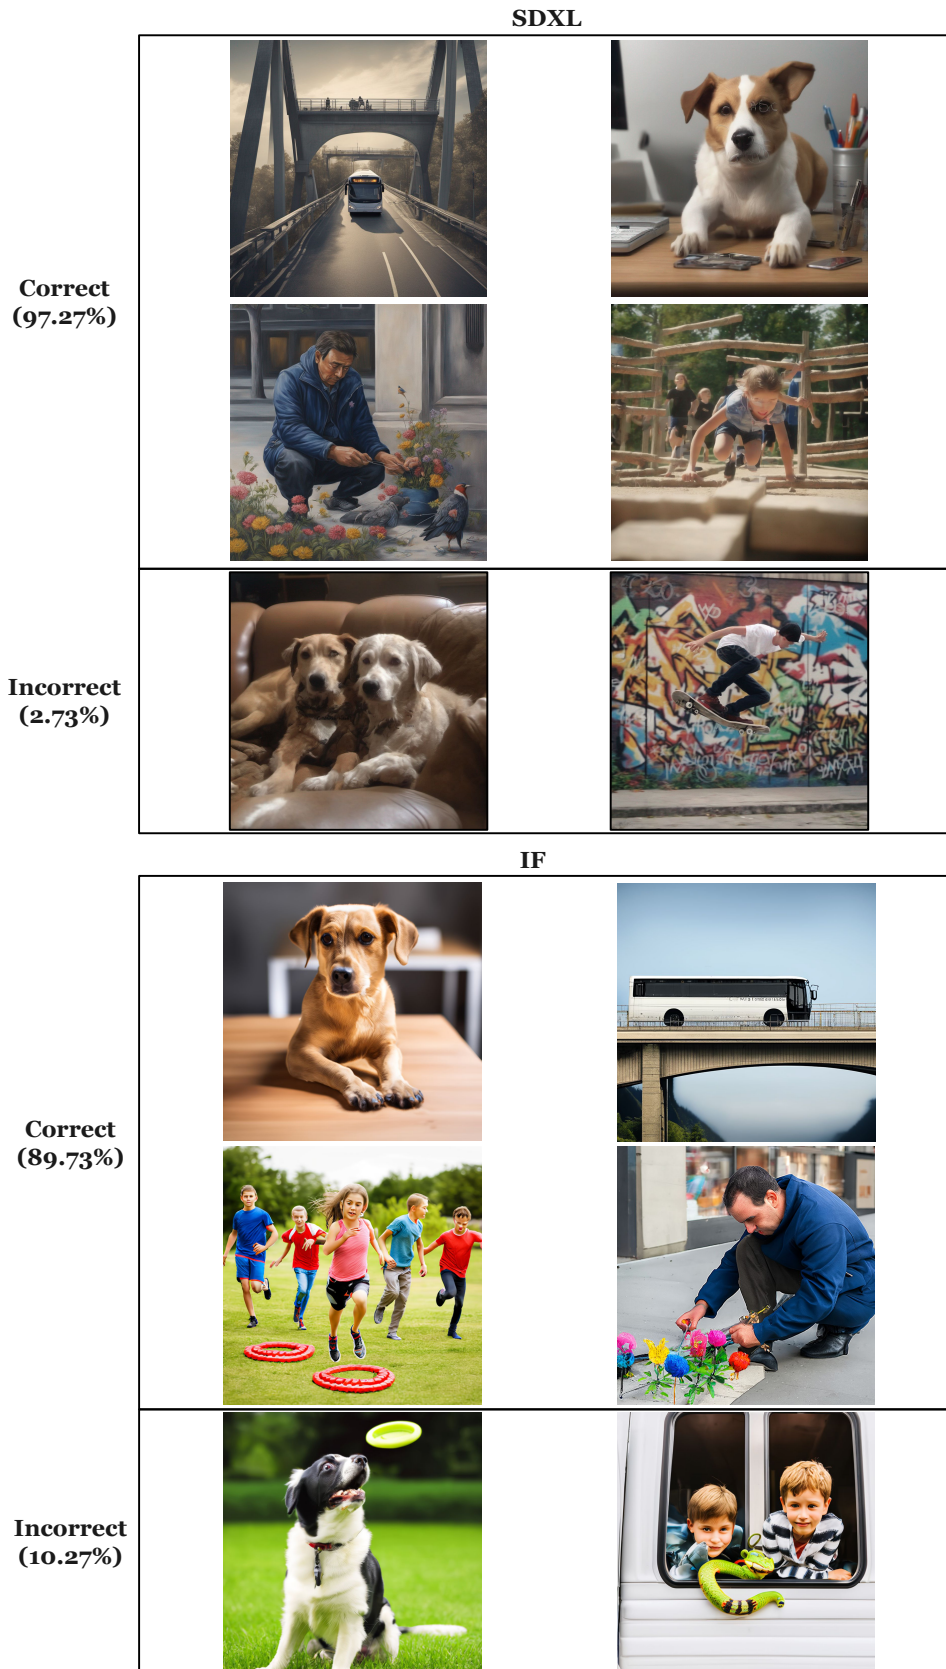 SDXL
Correct
(97.27%)
Incorrect
(2.73%)
IF
Correct
(89.73%)
Incorrect
(10.27%)